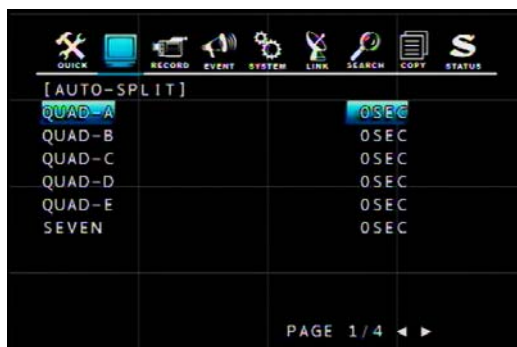 QUICK RECORD EVENT SYSTEM LINK SEARCH COPY STATUS
[AUTO-SPLIT]
QUAD-A 0SEC
QUAD-B 0SEC
QUAD-C 0SEC
QUAD-D 0SEC
QUAD-E 0SEC
SEVEN 0SEC
PAGE 1/4 ◄ ►